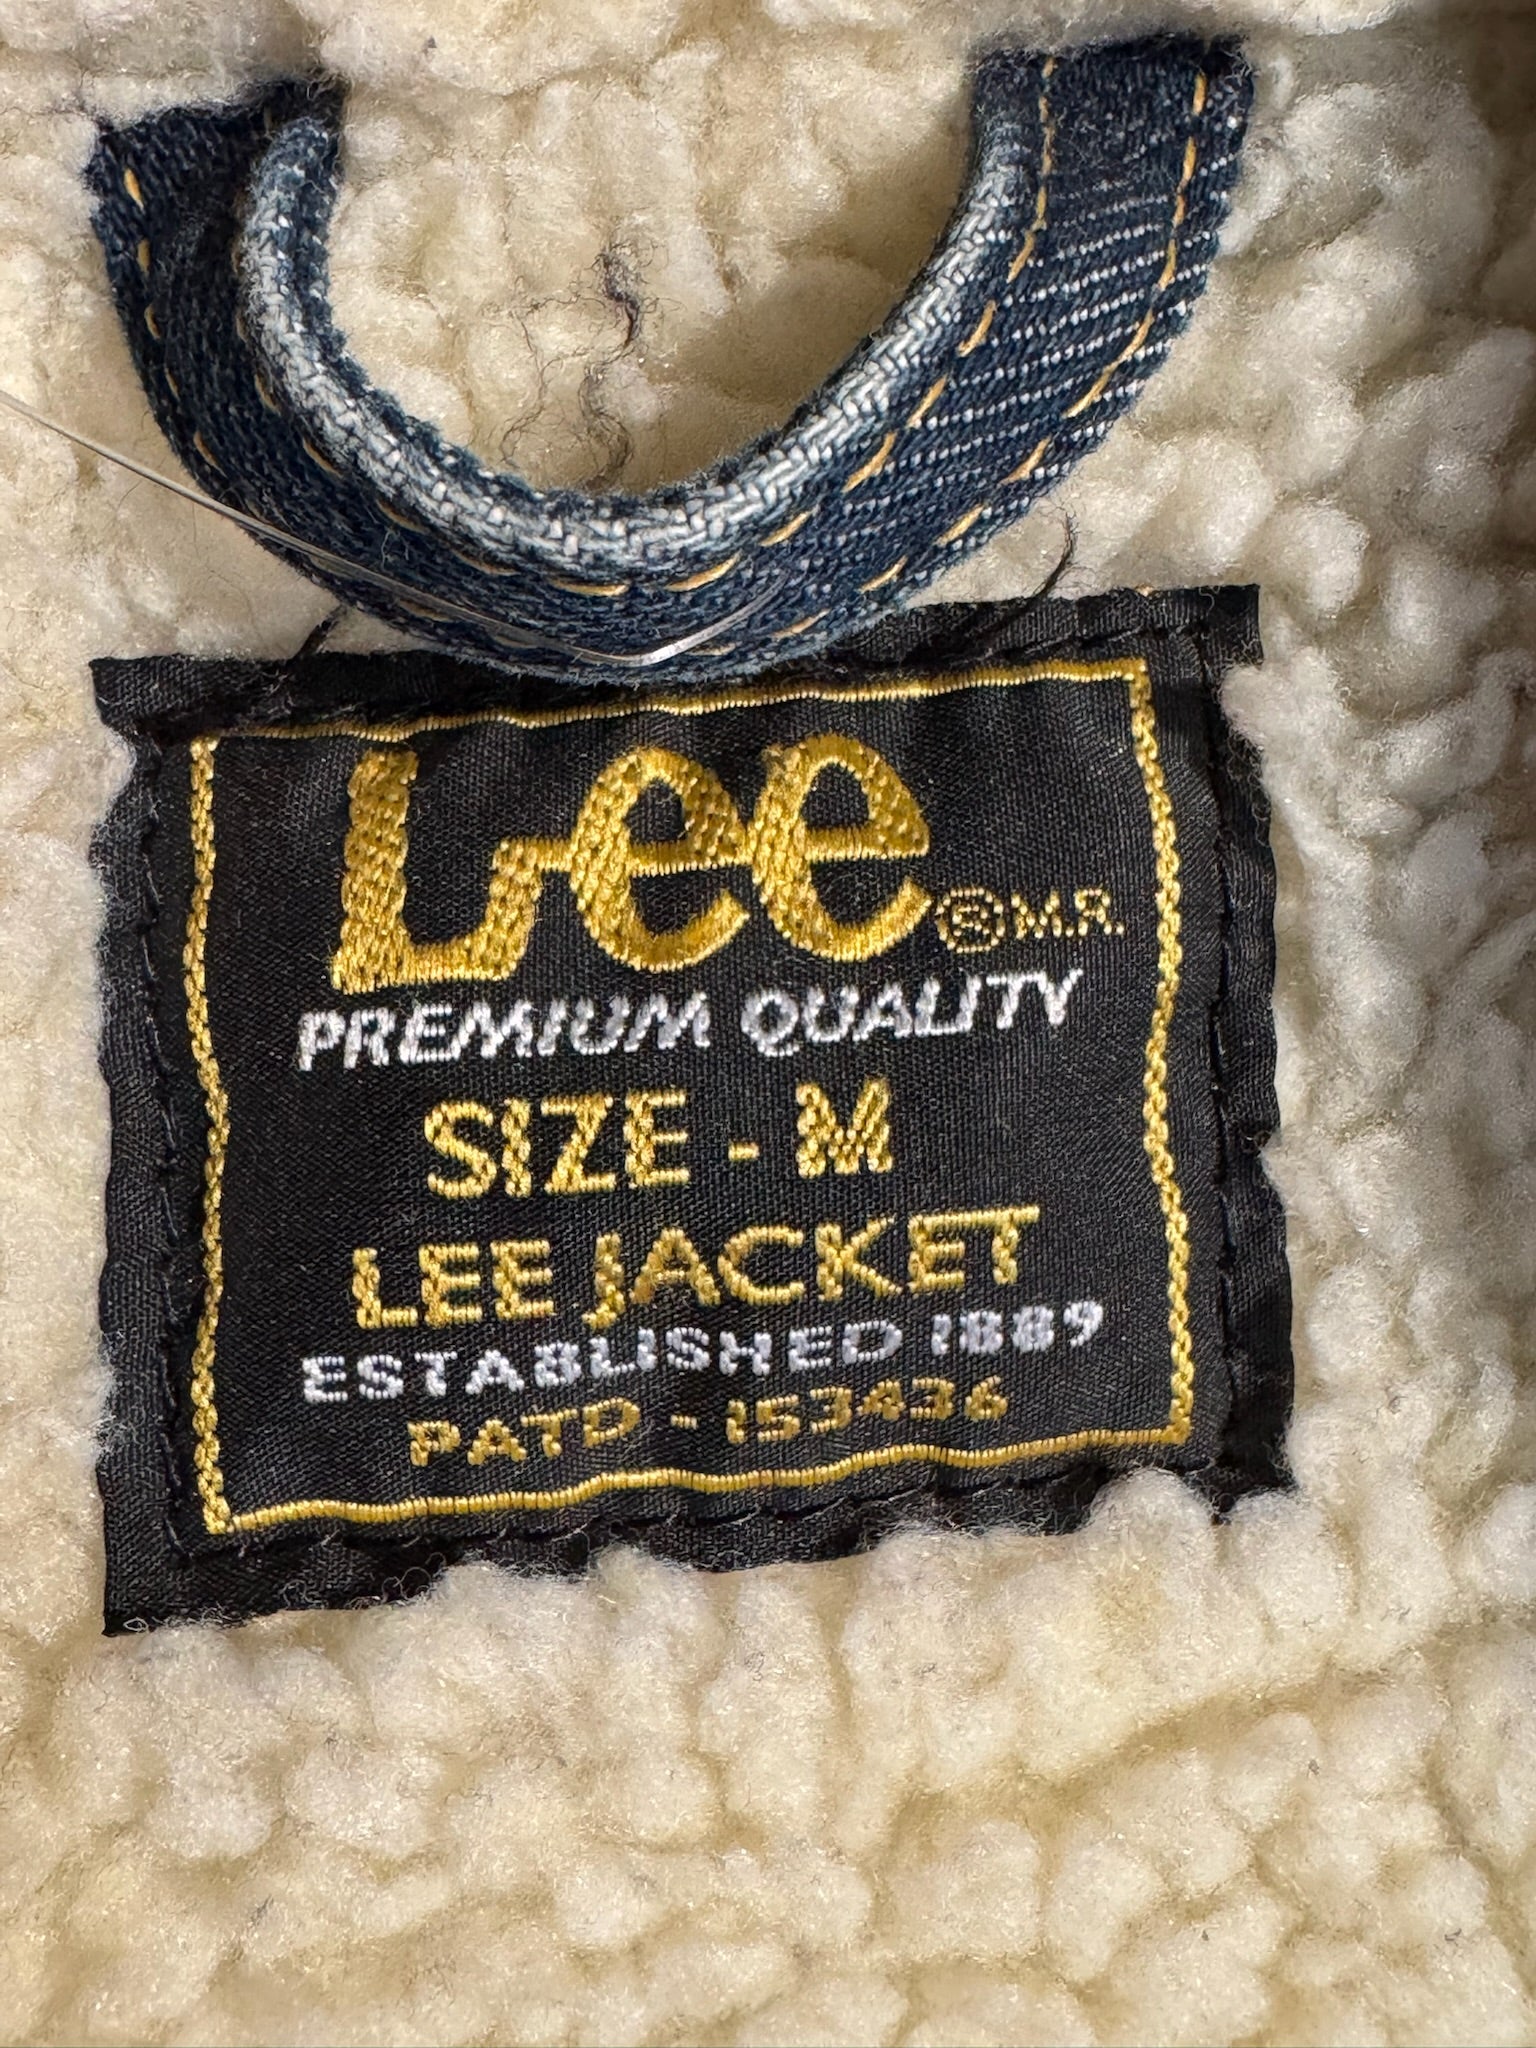 Lee ® M.R.
PREMIUM QUALITY
SIZE - M
LEE JACKET
ESTABLISHED 1889
PATD - 153436